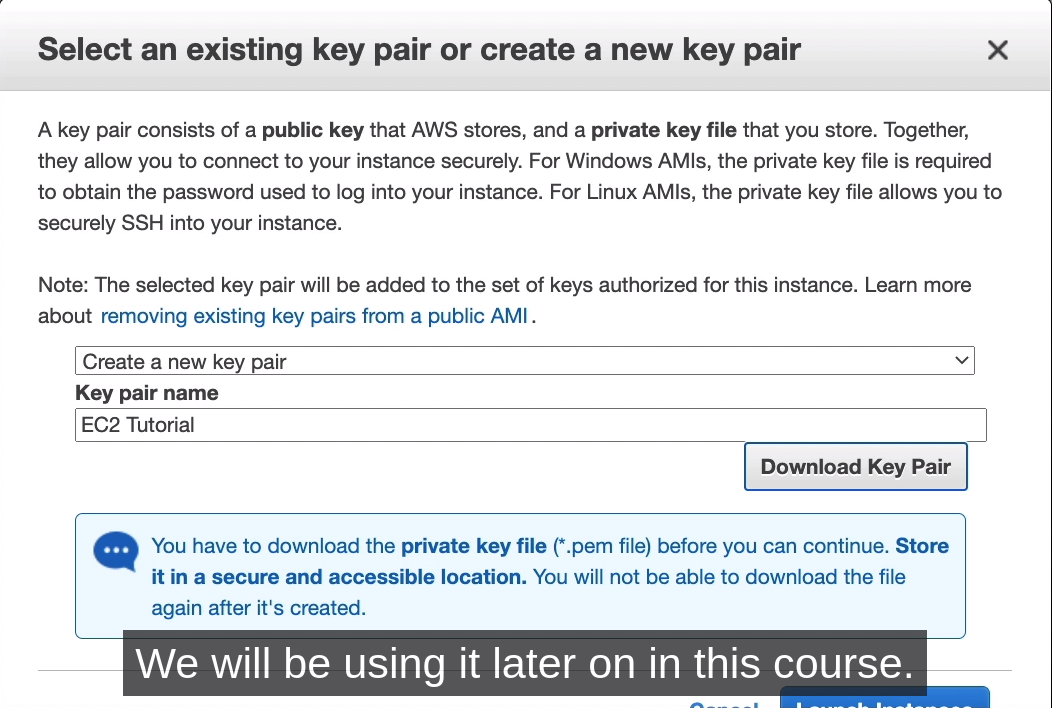 Select an existing key pair or create a new key pair
A key pair consists of a public key that AWS stores, and a private key file that you store. Together,
they allow you to connect to your instance securely. For Windows AMIs, the private key file is required
to obtain the password used to log into your instance. For Linux AMIs, the private key file allows you to
securely SSH into your instance.
Note: The selected key pair will be added to the set of keys authorized for this instance. Learn more
about removing existing key pairs from a public AMI.
Create a new key pair
Key pair name
EC2 Tutorial
Download Key Pair
You have to download the private key file (*.pem file) before you can continue. Store
it in a secure and accessible location. You will not be able to download the file
again after it's created.
We will be using it later on in this course.
Cancel Launch Instances